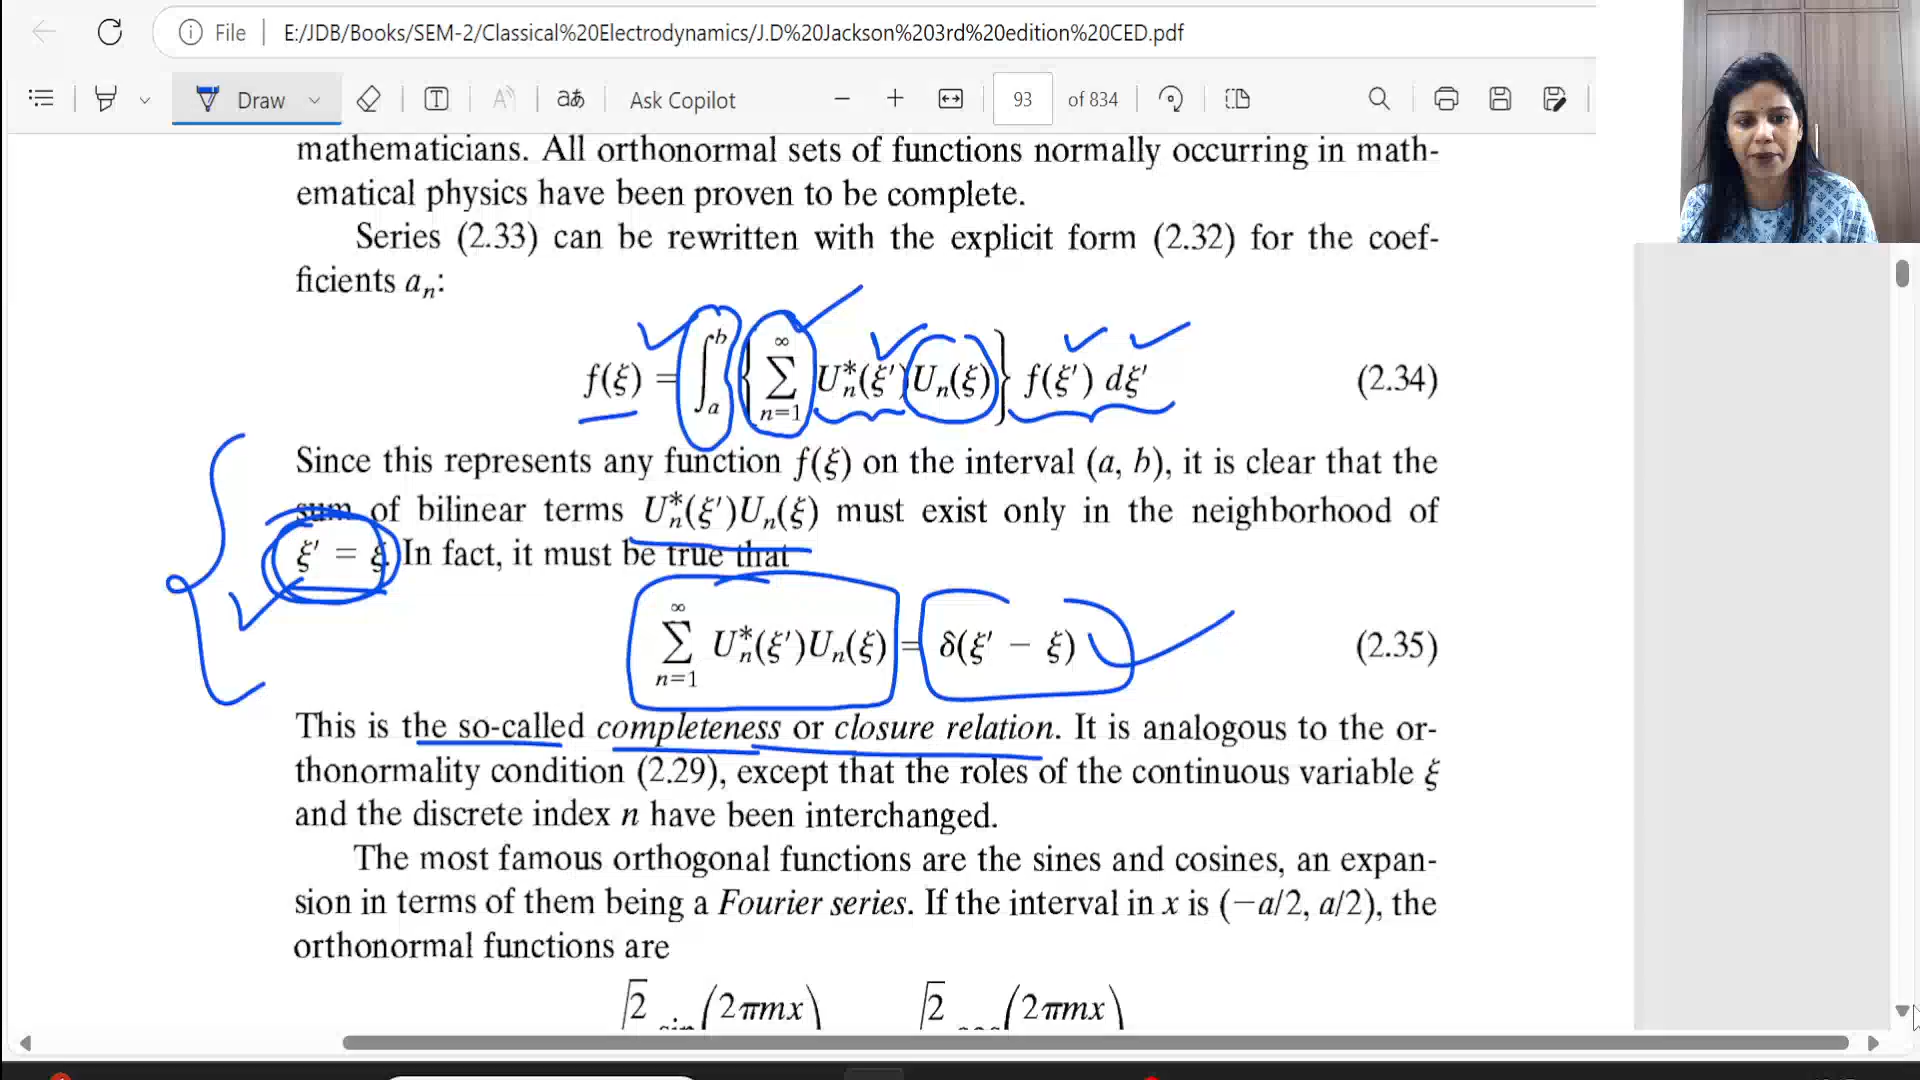 File E:/JDB/Books/SEM-2/Classical%20Electrodynamics/J.D%20Jackson%203rd%20edition%20CED.pdf
Draw Ask Copilot 93 of 834
mathematicians. All orthonormal sets of functions normally occurring in math-
ematical physics have been proven to be complete.
Series (2.33) can be rewritten with the explicit form (2.32) for the coef-
ficients aₙ:
f(ξ) = ∫_a^b { ∑_{n=1}^∞ Uₙ*(ξ′)Uₙ(ξ) } f(ξ′) dξ′ (2.34)
Since this represents any function f(ξ) on the interval (a, b), it is clear that the
sum of bilinear terms Uₙ*(ξ′)Uₙ(ξ) must exist only in the neighborhood of
ξ′ = ξ. In fact, it must be true that
∑_{n=1}^∞ Uₙ*(ξ′)Uₙ(ξ) = δ(ξ′ − ξ) (2.35)
This is the so-called completeness or closure relation. It is analogous to the or-
thonormality condition (2.29), except that the roles of the continuous variable ξ
and the discrete index n have been interchanged.
The most famous orthogonal functions are the sines and cosines, an expan-
sion in terms of them being a Fourier series. If the interval in x is (−a/2, a/2), the
orthonormal functions are
√2 sin (2πmx) √2 cos (2πmx)